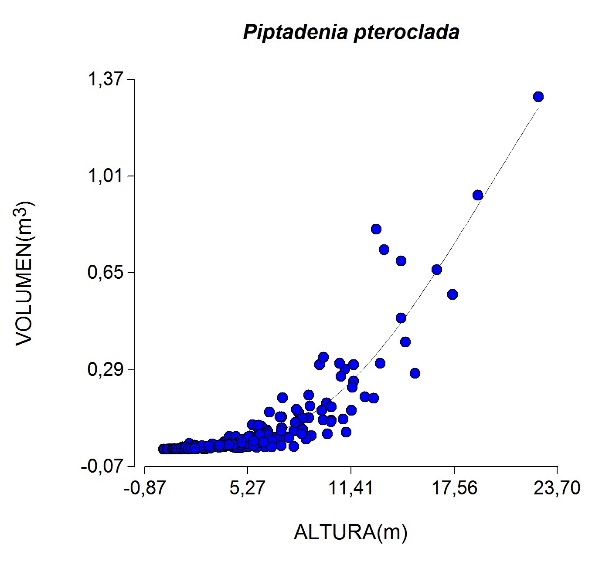 Piptadenia pteroclada
1,37
1,01
0,65
0,29
-0,07
VOLUMEN(m3)
-0,87 5,27 11,41 17,56 23,70
ALTURA(m)